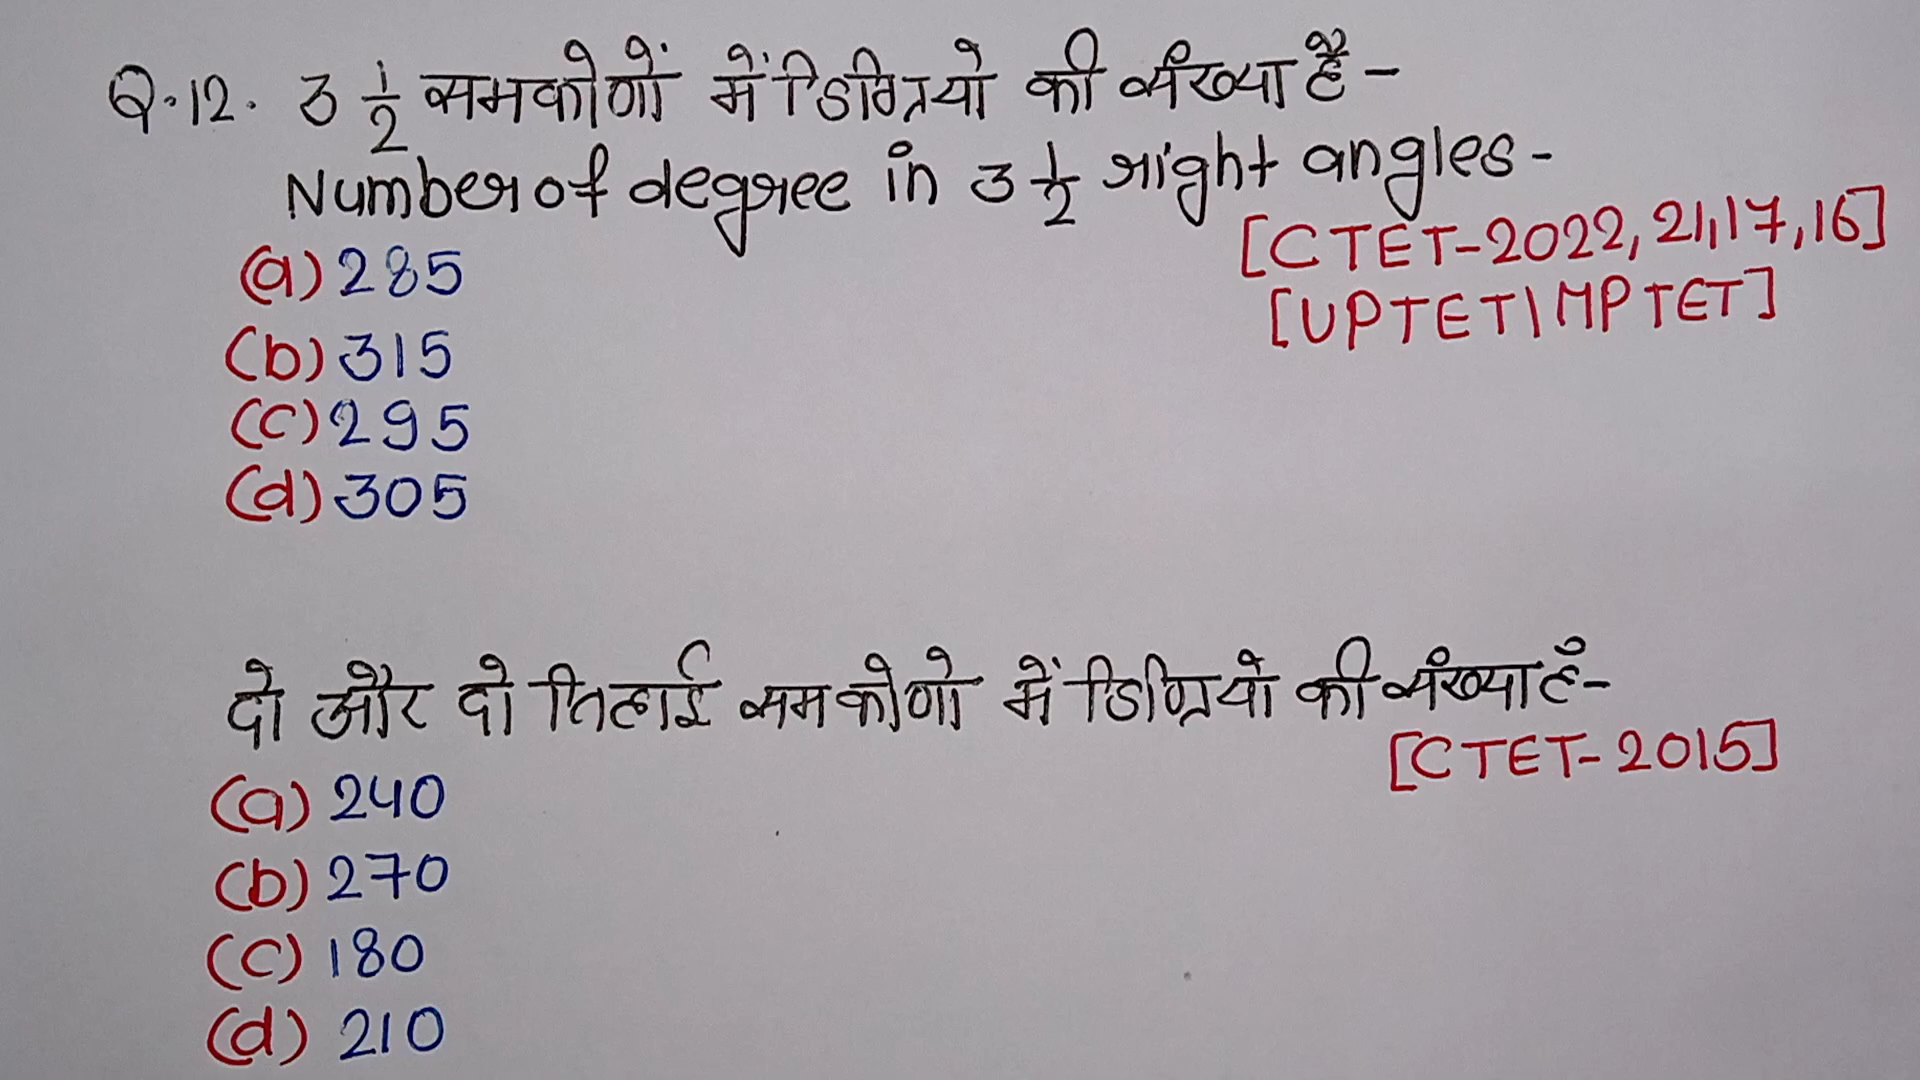 Q.12. 3 1/2 समकोणों में डिग्रियो की संख्या है -
Number of degree in 3 1/2 right angles -
[CTET-2022, 21, 17, 16]
(a) 285
[UPTET\MPTET]
(b) 315
(c) 295
(d) 305
दो और दो तिहाई समकोणो में डिग्रियो की संख्या है -
[CTET-2015]
(a) 240
(b) 270
(c) 180
(d) 210